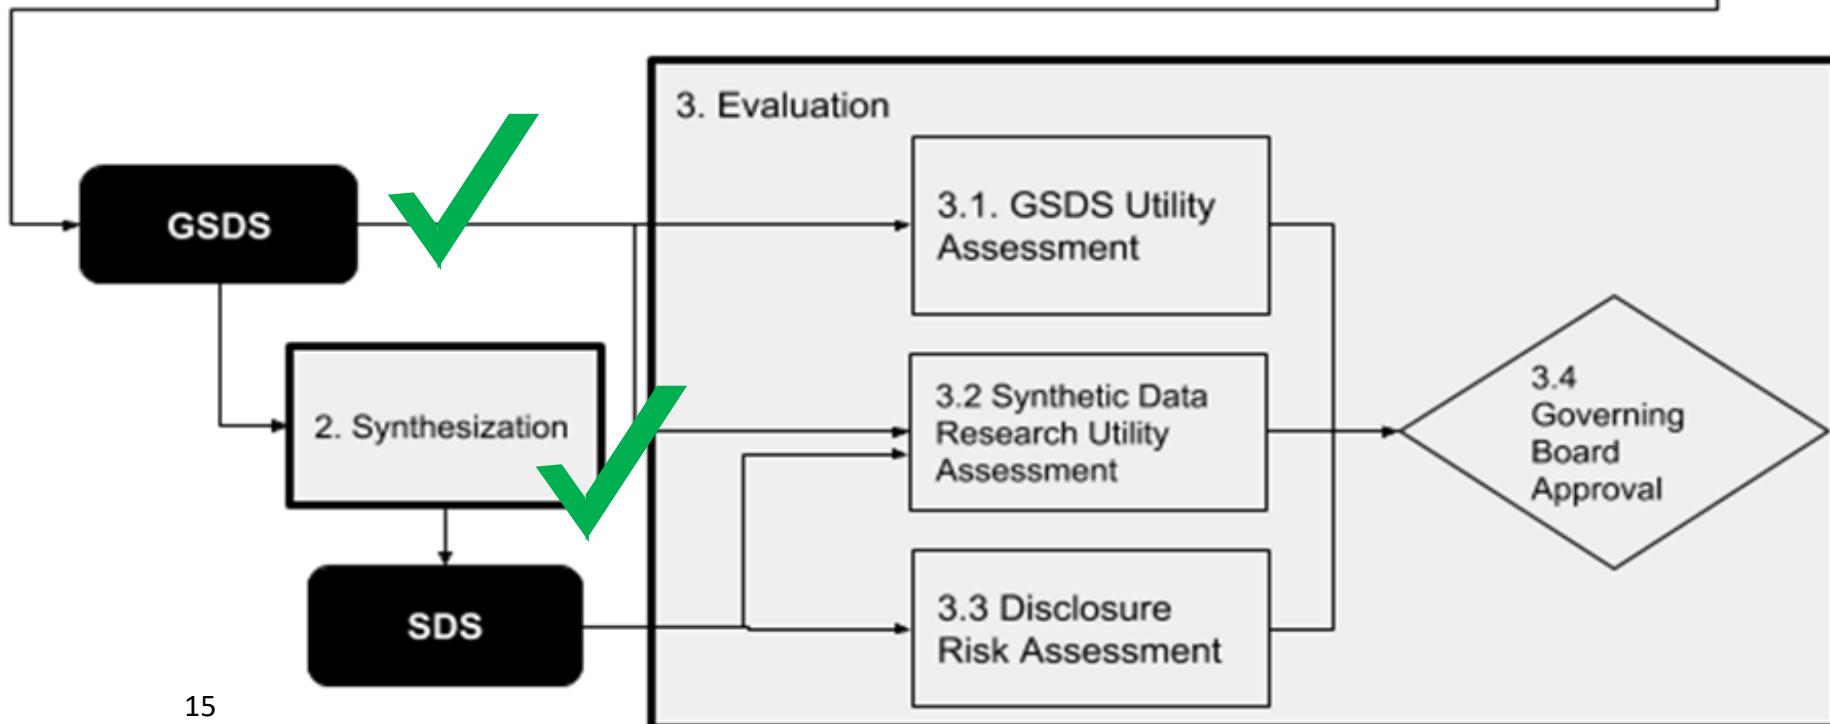 3. Evaluation
GSDS
3.1. GSDS Utility
Assessment
2. Synthesization
3.2 Synthetic Data
Research Utility
Assessment
3.4
Governing
Board
Approval
SDS
3.3 Disclosure
Risk Assessment
15